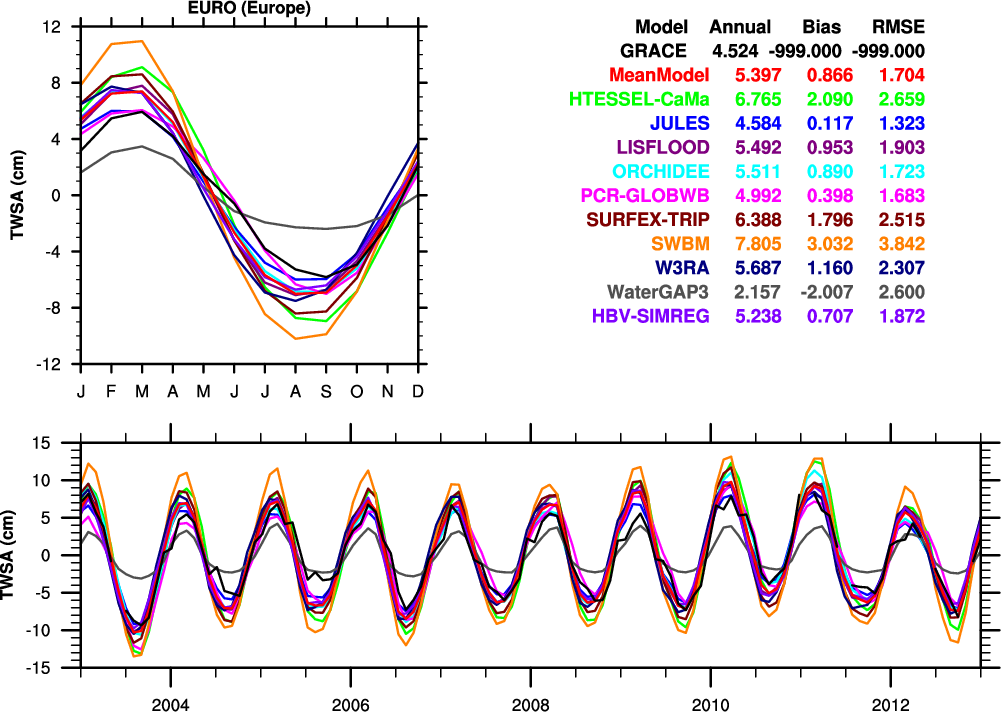 EURO (Europe)
12
8
4
0
-4
-8
-12
TWSA (cm)
J F M A M J J A S O N D
Model Annual Bias RMSE
GRACE 4.524 -999.000 -999.000
MeanModel 5.397 0.866 1.704
HTESSEL-CaMa 6.765 2.090 2.659
JULES 4.584 0.117 1.323
LISFLOOD 5.492 0.953 1.903
ORCHIDEE 5.511 0.890 1.723
PCR-GLOBWB 4.992 0.398 1.683
SURFEX-TRIP 6.388 1.796 2.515
SWBM 7.805 3.032 3.842
W3RA 5.687 1.160 2.307
WaterGAP3 2.157 -2.007 2.600
HBV-SIMREG 5.238 0.707 1.872
15
10
5
0
-5
-10
-15
TWSA (cm)
2004 2006 2008 2010 2012